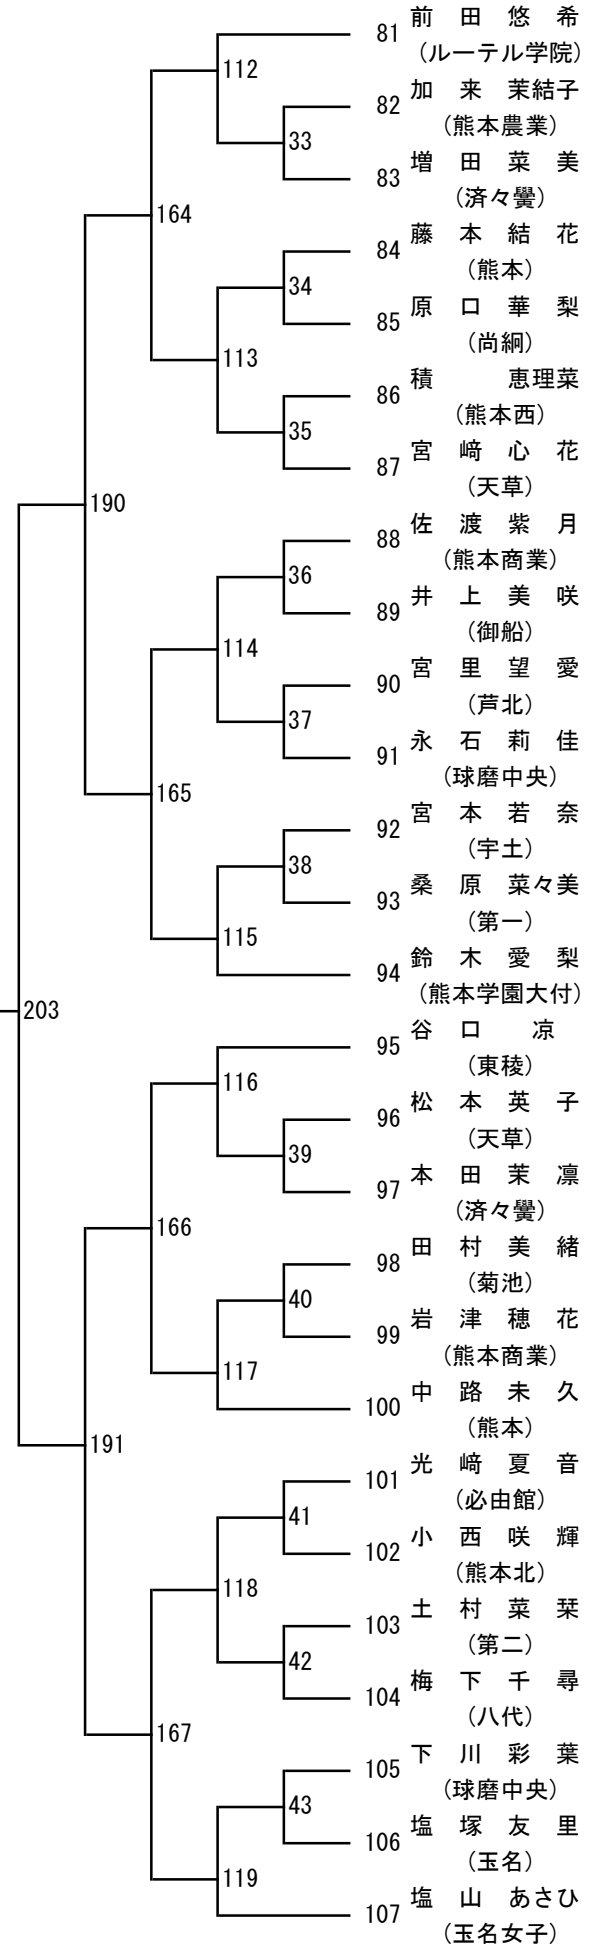 81 前田悠希
(ルーテル学院)
112
82 加来茉結子
(熊本農業)
33
83 増田菜美
(済々黌)
164
84 藤本結花
(熊本)
34
85 原口華梨
(尚絅)
113
86 積 恵理菜
(熊本西)
35
87 宮﨑心花
(天草)
190
88 佐渡紫月
(熊本商業)
36
89 井上美咲
(御船)
114
90 宮里望愛
(芦北)
37
91 永石莉佳
(球磨中央)
165
92 宮本若奈
(宇土)
38
93 桑原菜々美
(第一)
115
94 鈴木愛梨
(熊本学園大付)
203
95 谷口 凉
(東稜)
116
96 松本英子
(天草)
39
97 本田茉凛
(済々黌)
166
98 田村美緒
(菊池)
40
99 岩津穂花
(熊本商業)
117
100 中路未久
(熊本)
191
101 光﨑夏音
(必由館)
41
102 小西咲輝
(熊本北)
118
103 土村菜栞
(第二)
42
104 梅下千尋
(八代)
167
105 下川彩葉
(球磨中央)
43
106 塩塚友里
(玉名)
119
107 塩山あさひ
(玉名女子)